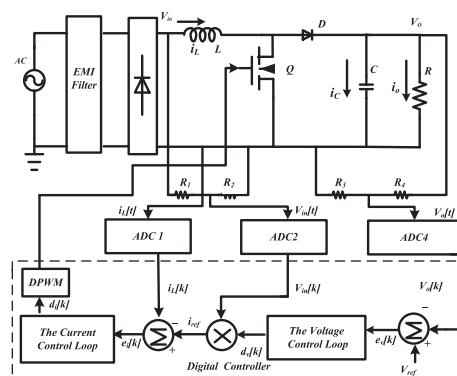 V_in
D
V_o
AC
EMI
Filter
i_L
L
Q
i_C
C
i_o
R
R_1
R_2
R_3
R_4
i_L[t]
V_in[t]
V_o[t]
ADC 1
ADC2
ADC4
DPWM
d_i[k]
i_L[k]
V_in[k]
V_o[k]
The Current
Control Loop
e_i[k]
Σ
−
+
i_ref
×
d_v[k]
The Voltage
Control Loop
e_v[k]
Σ
−
+
V_ref
Digital Controller